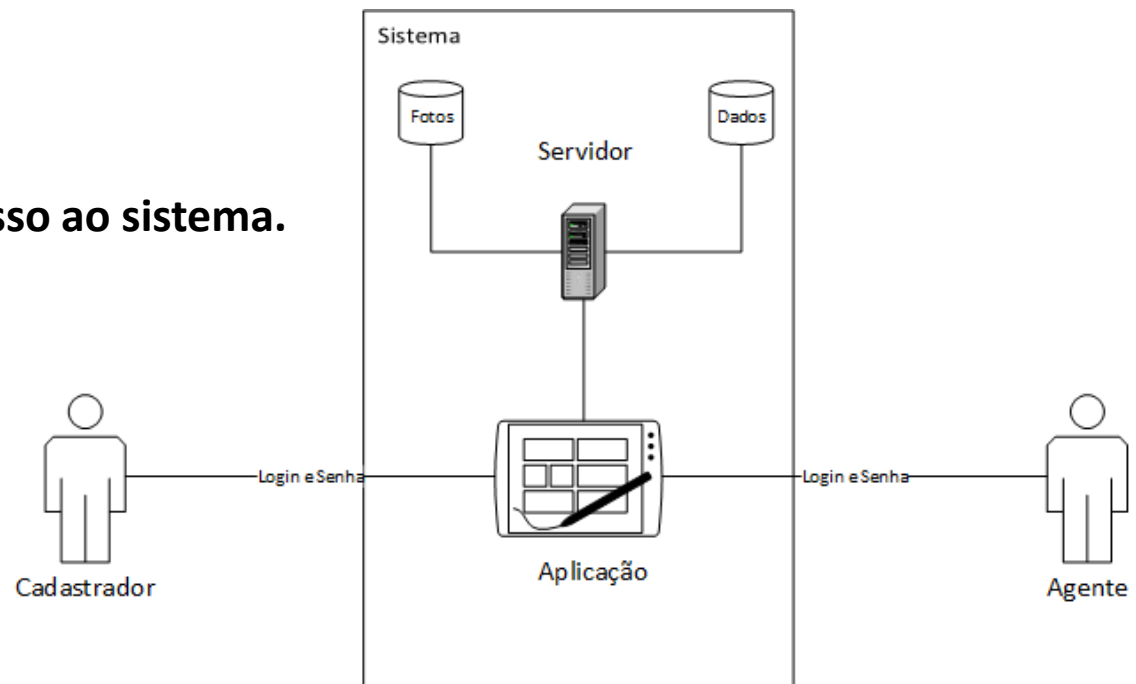 Sistema
Fotos
Dados
Servidor
sso ao sistema.
Login e Senha
Login e Senha
Aplicação
Cadastrador
Agente